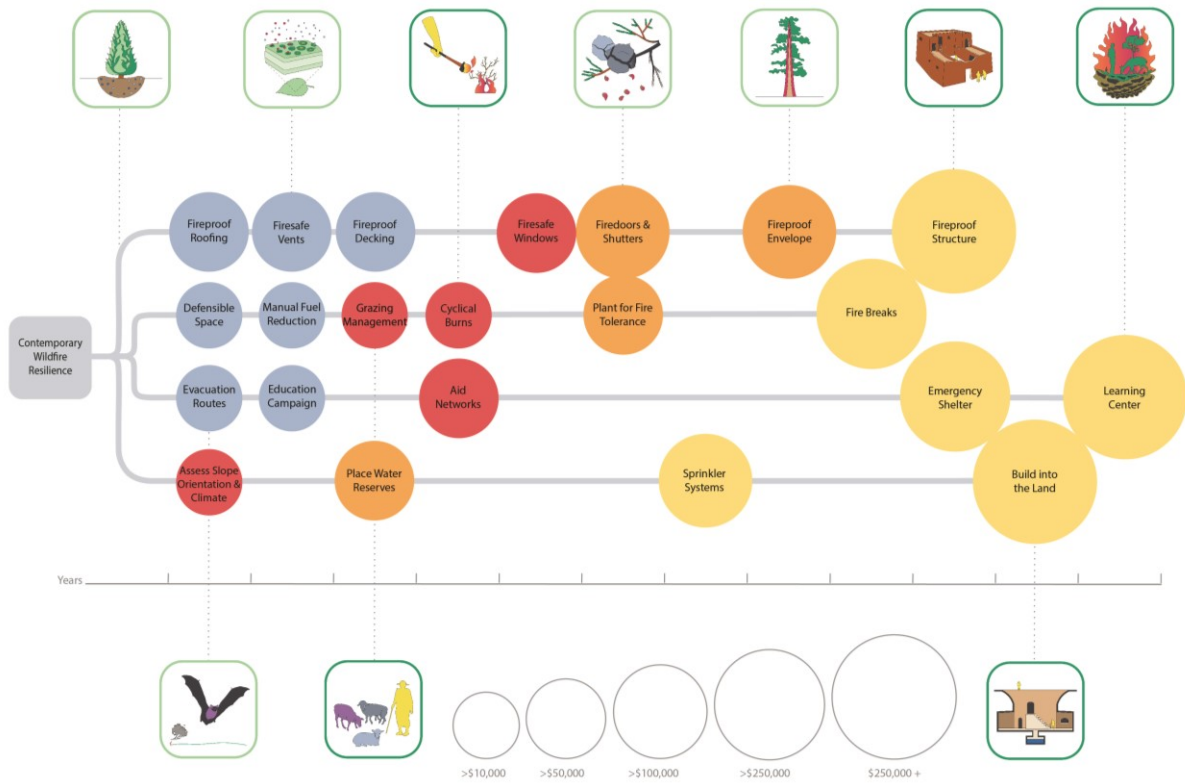 Fireproof
Roofing
Firesafe
Vents
Fireproof
Decking
Firesafe
Windows
Firedoors &
Shutters
Fireproof
Envelope
Fireproof
Structure
Defensible
Space
Manual Fuel
Reduction
Grazing
Management
Cyclical
Burns
Plant for Fire
Tolerance
Fire Breaks
Contemporary
Wildfire
Resilience
Evacuation
Routes
Education
Campaign
Aid
Networks
Emergency
Shelter
Learning
Center
Assess Slope
Orientation &
Climate
Place Water
Reserves
Sprinkler
Systems
Build into
the Land
Years
>$10,000
>$50,000
>$100,000
>$250,000
$250,000 +